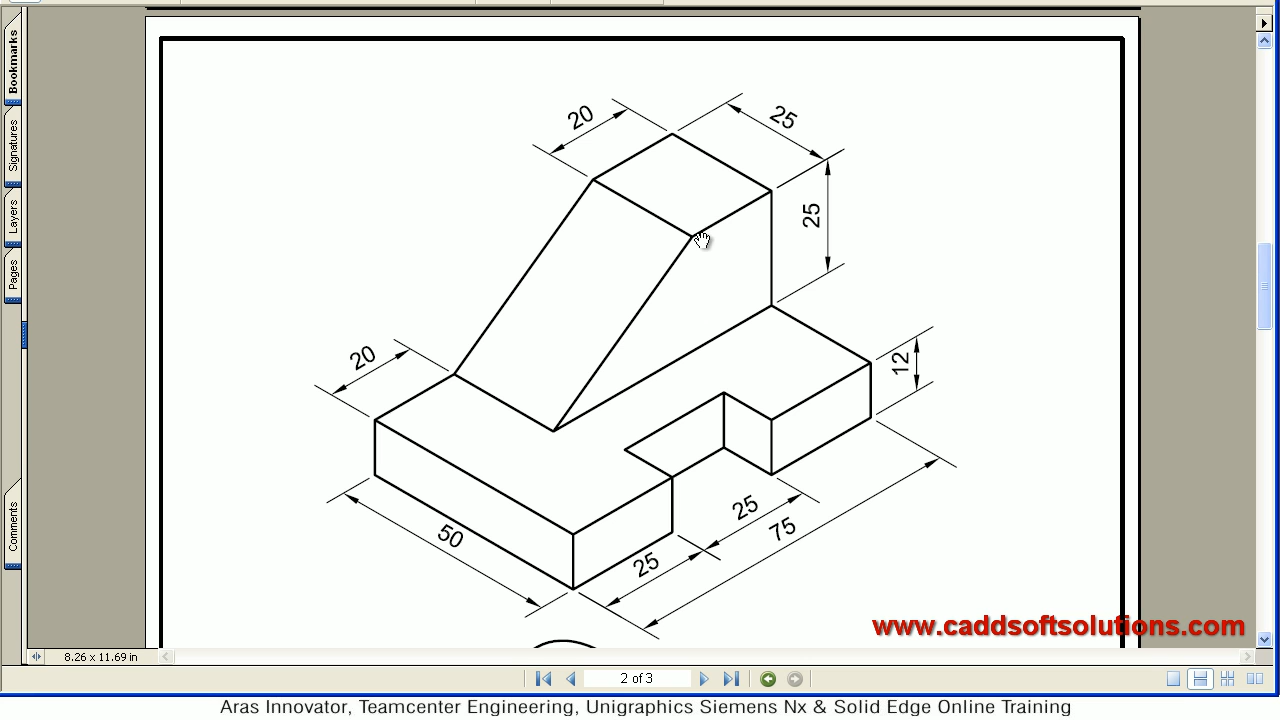 Bookmarks
Signatures
Layers
Pages
Comments
20
25
25
20
12
50
25
25
75
www.caddsoftsolutions.com
8.26 x 11.69 in
2 of 3
Aras Innovator, Teamcenter Engineering, Unigraphics Siemens Nx & Solid Edge Online Training